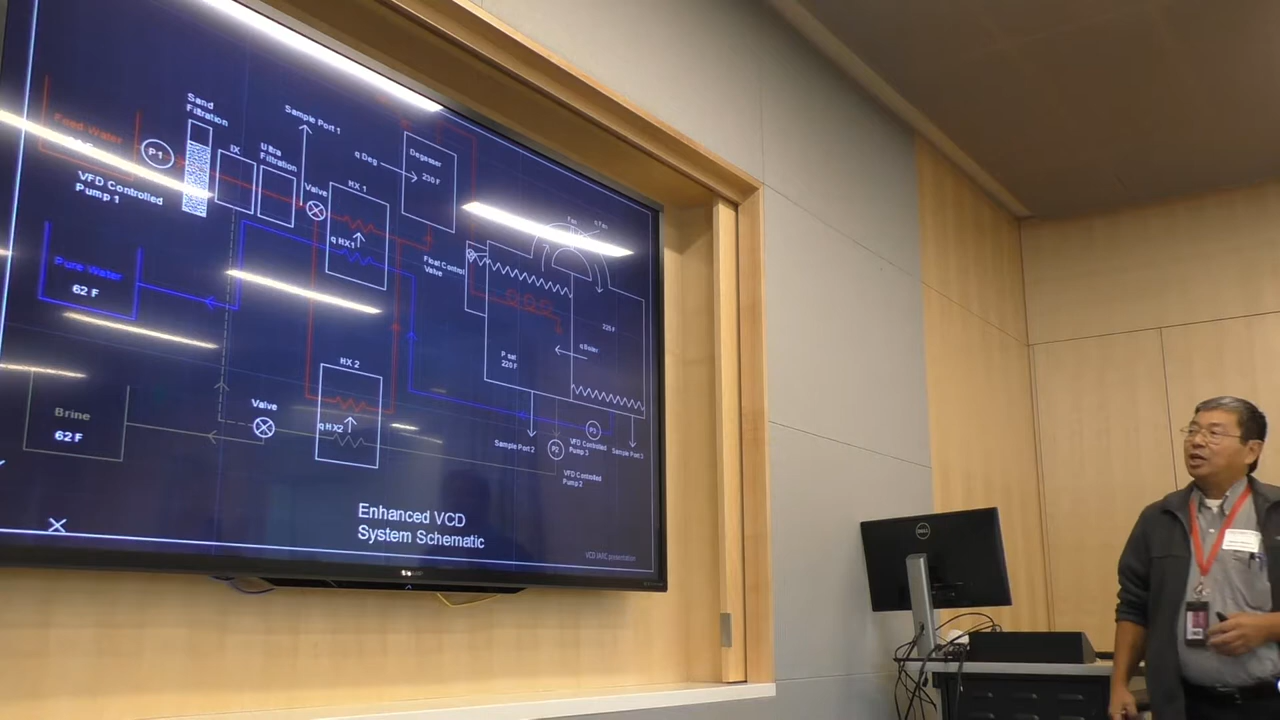 Sand
Filtration
Sample Port 1
Feed Water
P1
IX
Ultra
Filtration
q Deg
Degasser
230 F
VFD Controlled
Pump 1
Valve
HX 1
q HX1
Fan
q Fan
Float Control
Valve
Pure Water
62 F
225 F
q Boiler
P sat
220 F
HX 2
Valve
q HX2
Brine
62 F
Sample Port 2
P2
P3
VFD Controlled
Pump 3
Sample Port 3
VFD Controlled
Pump 2
Enhanced VCD
System Schematic
VCD IARC presentation
DELL